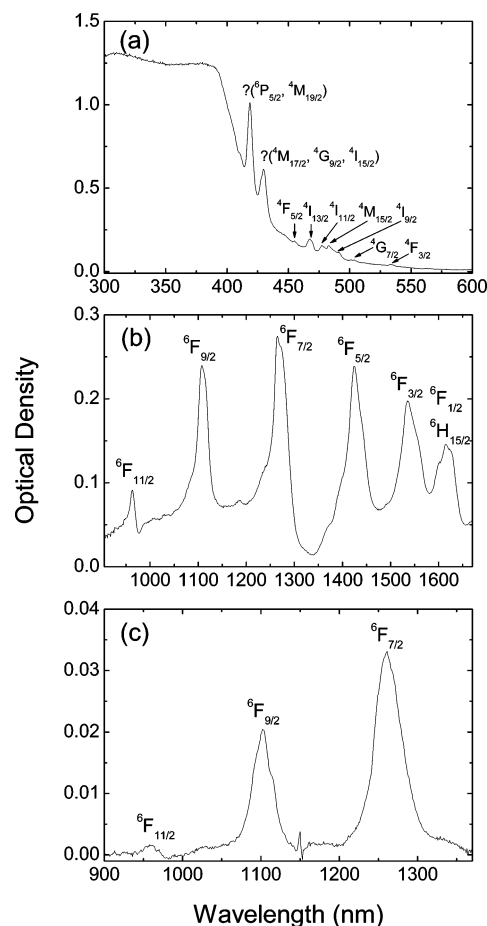 (a)
1.5
1.0
0.5
0.0
?(⁶P₅/₂, ⁴M₁₉/₂)
?(⁴M₁₇/₂, ⁴G₉/₂, ⁴I₁₅/₂)
⁴F₅/₂ ⁴I₁₃/₂ ⁴I₁₁/₂ ⁴M₁₅/₂ ⁴I₉/₂
⁴G₇/₂ ⁴F₃/₂
300 350 400 450 500 550 600
(b)
0.3
0.2
0.1
0.0
⁶F₁₁/₂
⁶F₉/₂
⁶F₇/₂
⁶F₅/₂
⁶F₃/₂ ⁶F₁/₂
⁶H₁₅/₂
1000 1100 1200 1300 1400 1500 1600
Optical Density
(c)
0.04
0.03
0.02
0.01
0.00
⁶F₁₁/₂
⁶F₉/₂
⁶F₇/₂
900 1000 1100 1200 1300
Wavelength (nm)